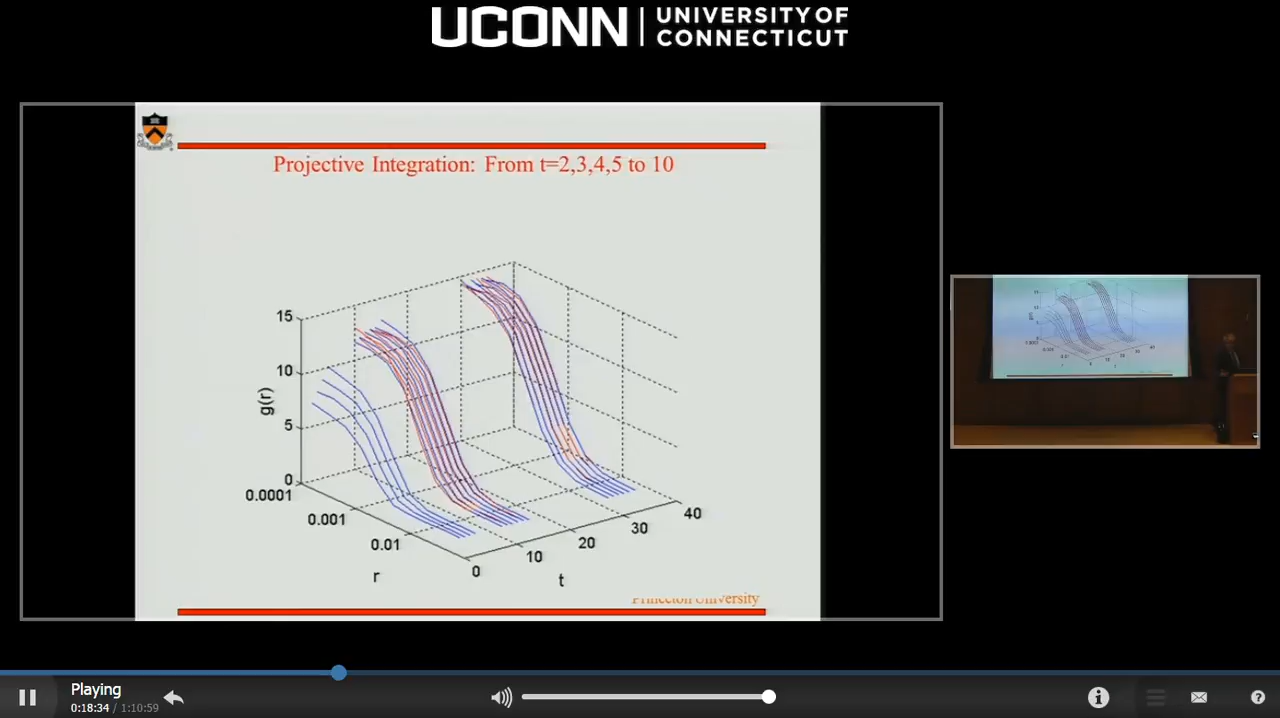 UCONN
UNIVERSITY OF
CONNECTICUT
Projective Integration: From t=2,3,4,5 to 10
15
10
5
0
g(r)
0.0001
0.001
0.01
r
0
10
20
30
40
t
Princeton University
Playing
0:18:34 / 1:10:59